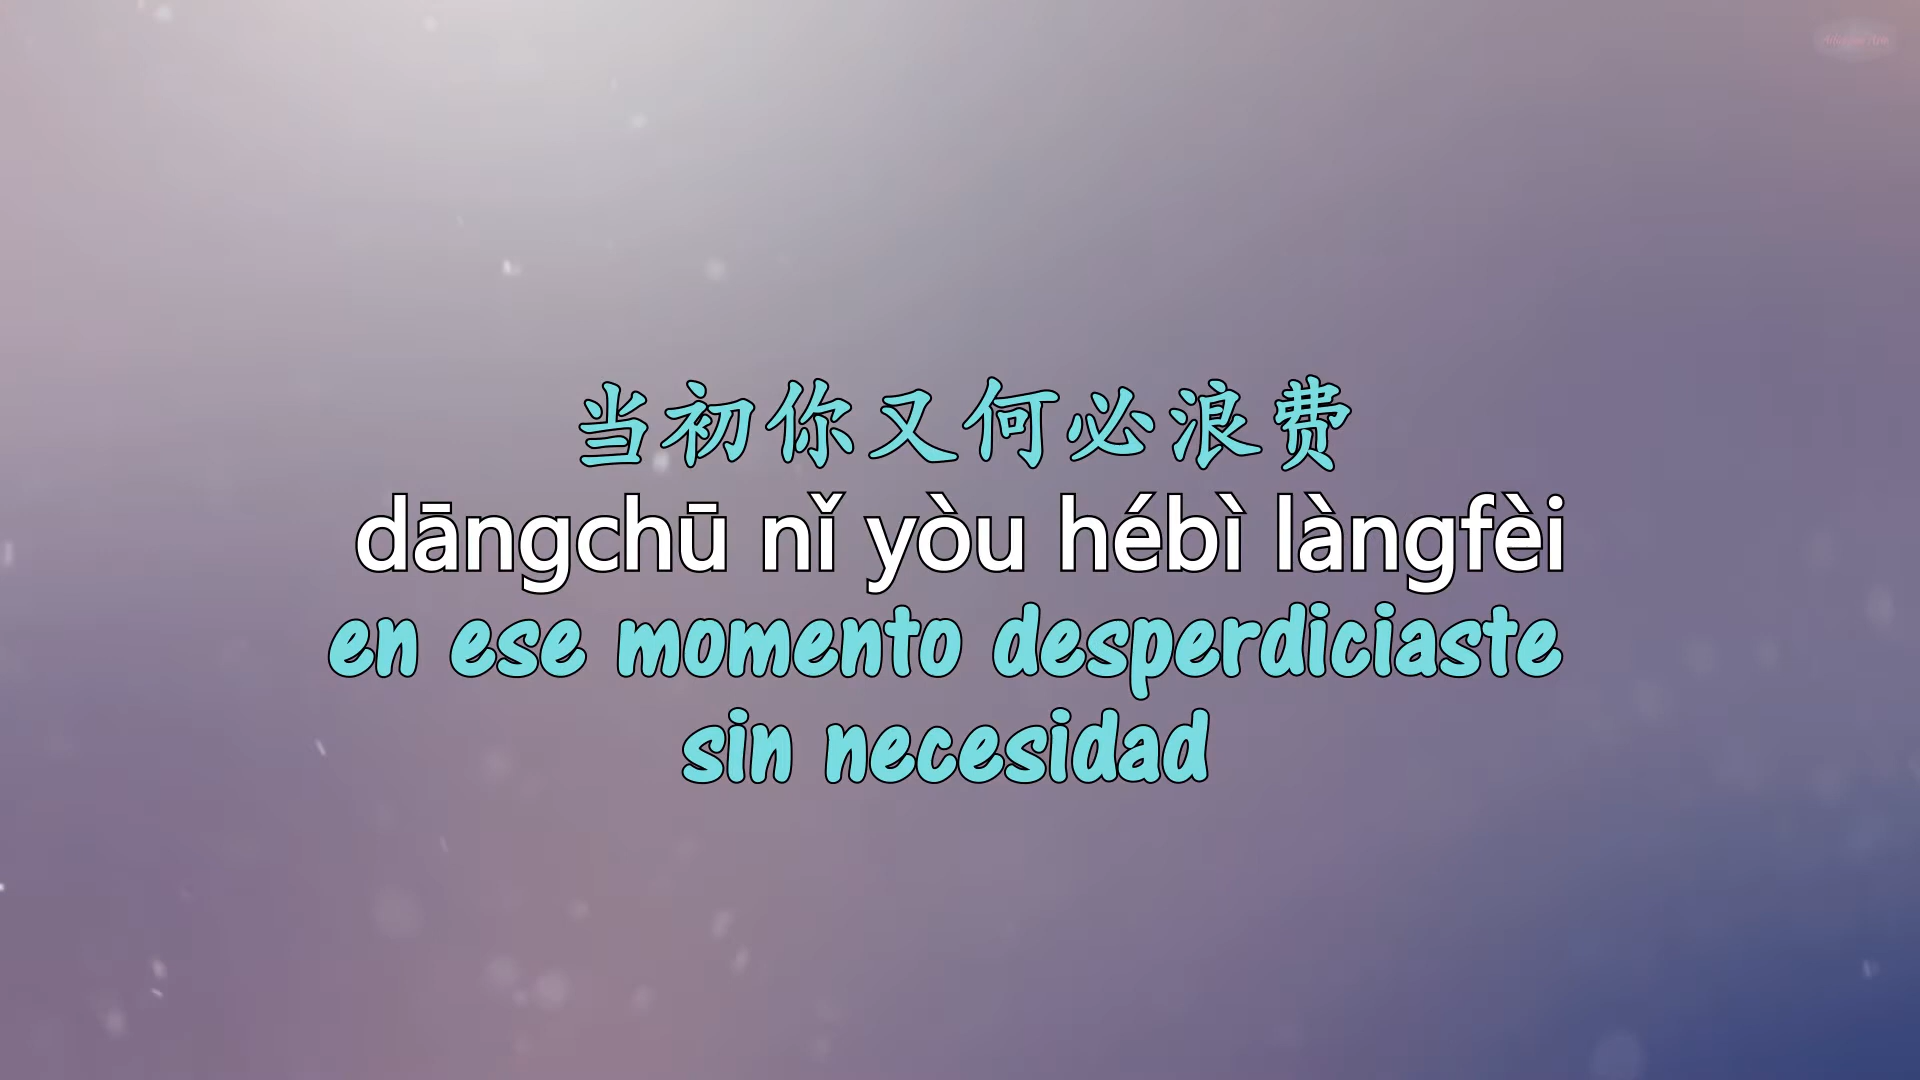 当初你又何必浪费
dāngchū nǐ yòu hébì làngfèi
en ese momento desperdiciaste
sin necesidad